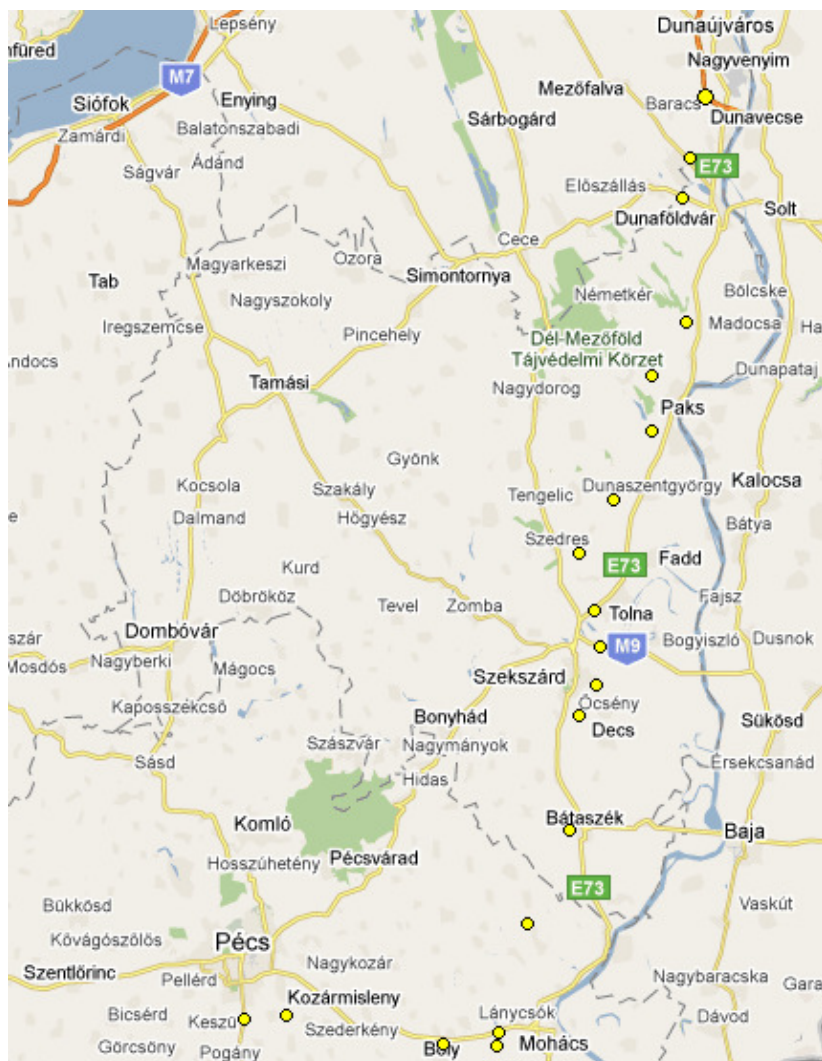 Lepsény
Dunaújváros
nfüred
Nagyvenyim
M7
Mezőfalva
Siófok
Enying
Baracs
Sárbogárd
Dunavecse
Zamárdi
Balatonszabadi
Ádánd
Ságvár
E73
Előszállás
Dunaföldvár
Solt
Cece
Ozora
Magyarkeszi
Simontornya
Tab
Nagyszokoly
Németkér
Bölcske
Iregszemcse
Pincehely
Madocsa
Ha
Andocs
Dél-Mezőföld
Tájvédelmi Körzet
Dunapataj
Tamási
Nagydorog
Paks
Gyönk
Kocsola
Szakály
Tengelic
Dunaszentgyörgy
Kalocsa
e
Dalmand
Högyész
Bátya
Szedres
Kurd
E73
Fadd
Döbrököz
Tevel
Zomba
Fajsz
Tolna
szár
Dombóvár
Bogyiszló
Dusnok
M9
Mosdós
Nagyberki
Mágocs
Szekszárd
Kaposszékcső
Őcsény
Bonyhád
Decs
Sükösd
Szászvár
Nagymányok
Sásd
Érsekcsanád
Hidas
Komló
Bátaszék
Baja
Hosszúhetény
Pécsvárad
E73
Bükkösd
Vaskút
Kővágószőlős
Pécs
Nagykozár
Szentlőrinc
Pellérd
Nagybaracska
Gara
Kozármisleny
Bicsérd
Keszü
Szederkény
Lánycsók
Dávod
Görcsöny
Pogány
Bóly
Mohács